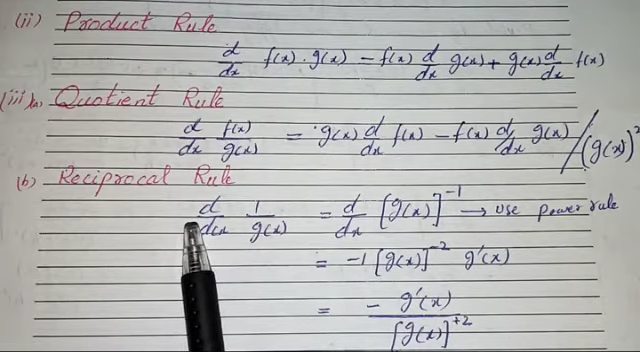 (ii) Product Rule
d/dx f(x) · g(x) – f(x) d/dx g(x) + g(x) d/dx f(x)
(iii)(a) Quotient Rule
d/dx f(x)/g(x) = g(x) d/dx f(x) – f(x) d/dx g(x) / (g(x))²
(b) Reciprocal Rule
d/dx 1/g(x) = d/dx [g(x)]⁻¹ → use power rule
= -1 [g(x)]⁻² g'(x)
= - g'(x) / [g(x)]⁺²